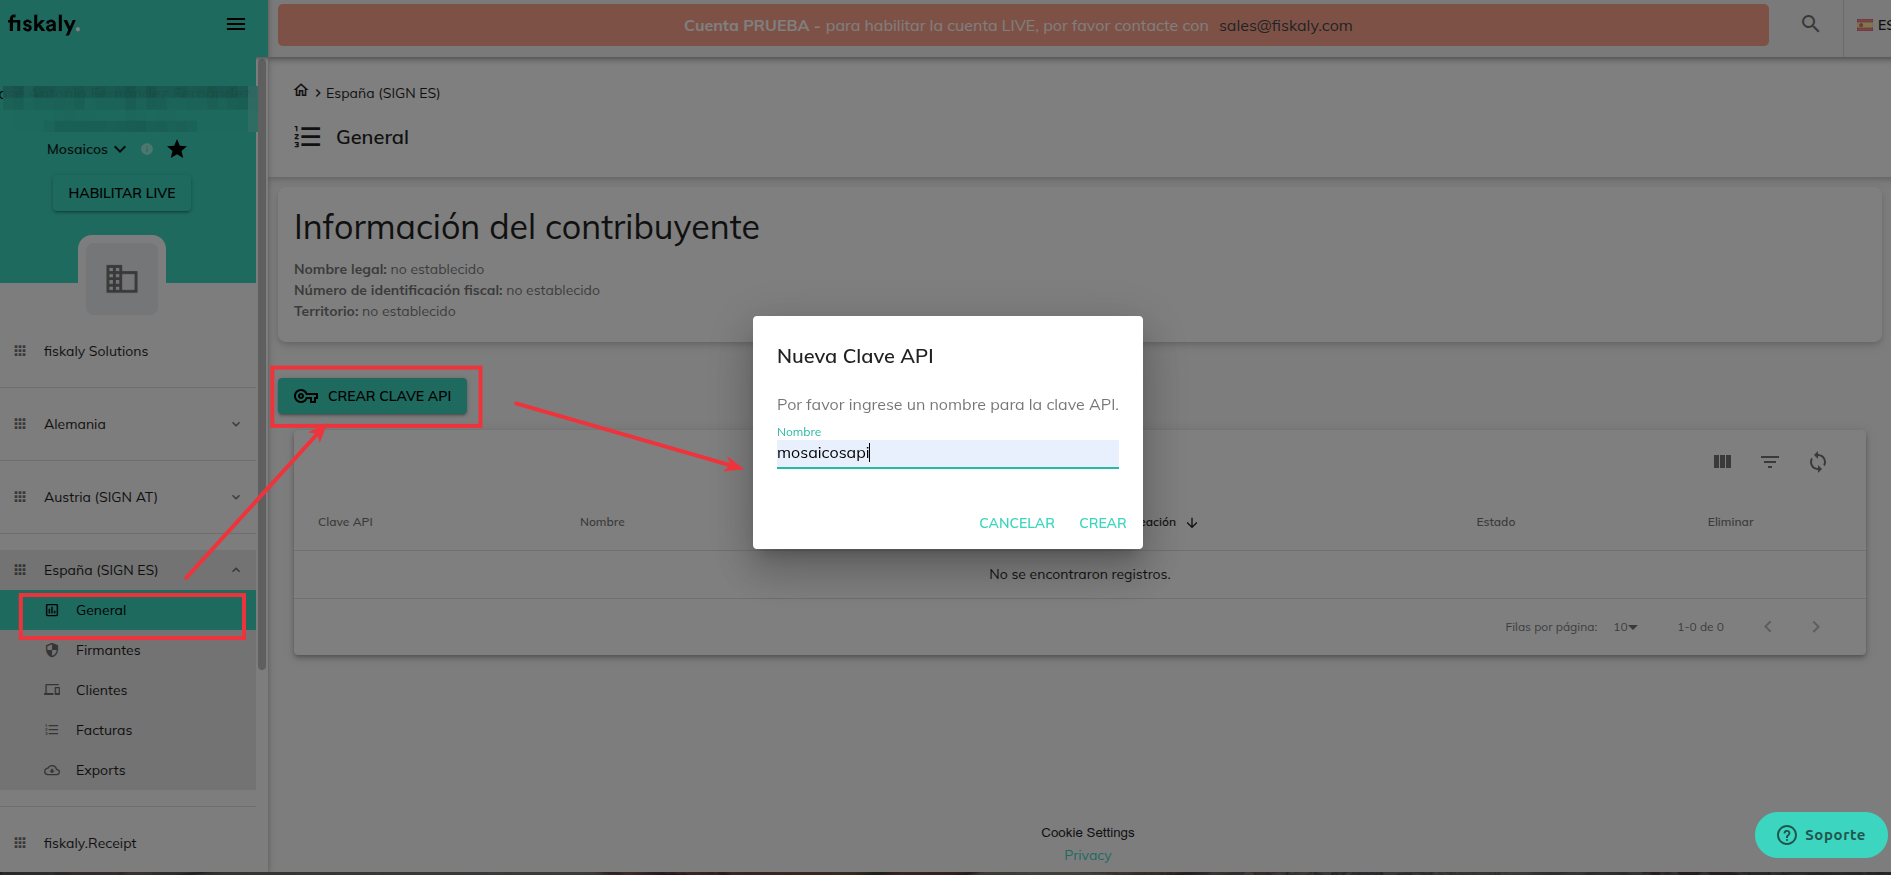 fiskaly.
Cuenta PRUEBA - para habilitar la cuenta LIVE, por favor contacte con sales@fiskaly.com
ES
España (SIGN ES)
General
Mosaicos
HABILITAR LIVE
Información del contribuyente
Nombre legal: no establecido
Número de identificación fiscal: no establecido
Territorio: no establecido
fiskaly Solutions
Alemania
Austria (SIGN AT)
España (SIGN ES)
General
Firmantes
Clientes
Facturas
Exports
fiskaly.Receipt
CREAR CLAVE API
Nueva Clave API
Por favor ingrese un nombre para la clave API.
Nombre
mosaicosapi
CANCELAR CREAR
Clave API Nombre eación Estado Eliminar
No se encontraron registros.
Filas por página: 10 1-0 de 0
Cookie Settings
Privacy
Soporte